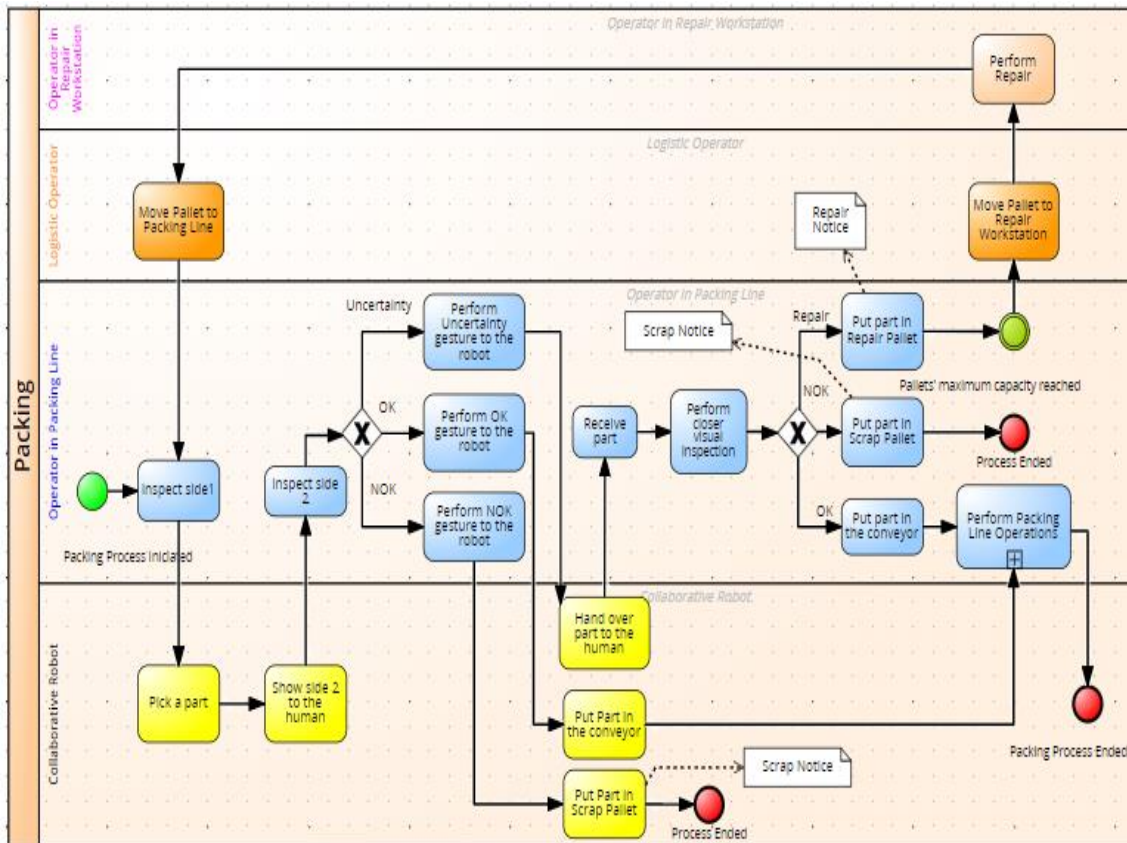 Packing
Operator in
Repair
Workstation
Operator in Repair Workstation
Perform
Repair
Logistic Operator
Logistic Operator
Move Pallet to
Packing Line
Repair
Notice
Move Pallet to
Repair
Workstation
Operator in Packing Line
Operator in Packing Line
Uncertainty
Perform
Uncertainty
gesture to the
robot
Scrap Notice
Repair
Put part in
Repair Pallet
Pallets' maximum capacity reached
OK
Perform OK
gesture to the
robot
X
Receive
part
Perform
closer
visual
inspection
X
NOK
Put part in
Scrap Pallet
Process Ended
Inspect side1
Packing Process Iniciated
Inspect side
2
NOK
Perform NOK
gesture to the
robot
OK
Put part in
the conveyor
Perform Packing
Line Operations
Collaborative Robot
Collaborative Robot
Pick a part
Show side 2
to the
human
Hand over
part to the
human
Put Part in
the conveyor
Packing Process Ended
Put Part in
Scrap Pallet
Scrap Notice
Process Ended